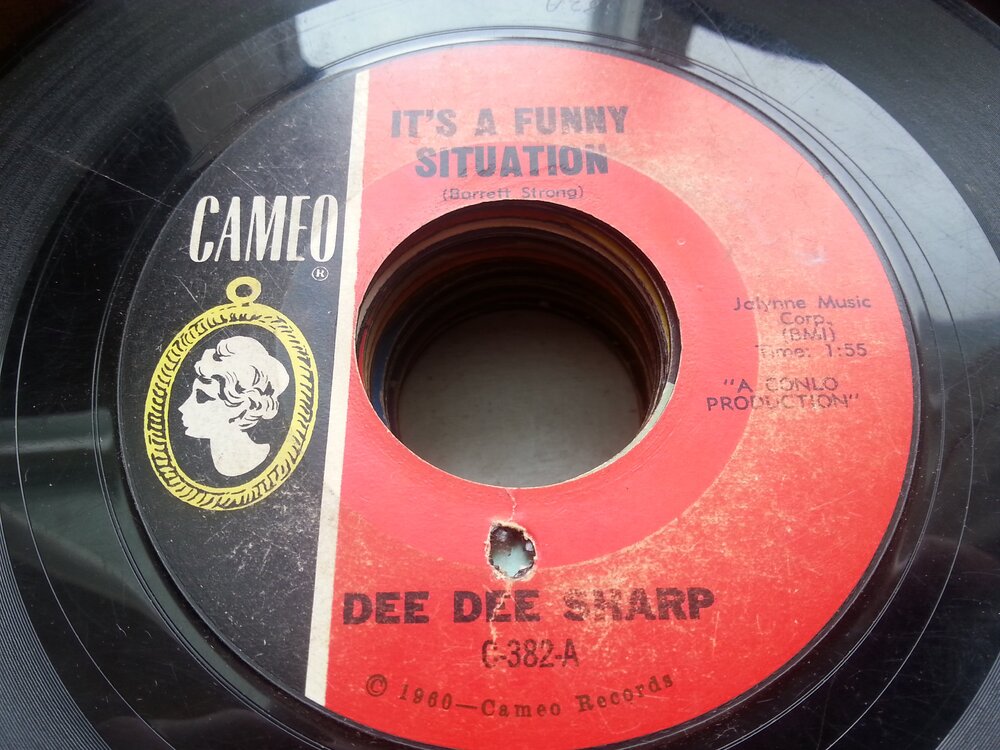 IT'S A FUNNY
SITUATION
(Barrett Strong)
CAMEO
®
Jalynne Music
Corp.
(BMI)
Time: 1:55
"A CONLO
PRODUCTION"
DEE DEE SHARP
C-382-A
© 1960—Cameo Records